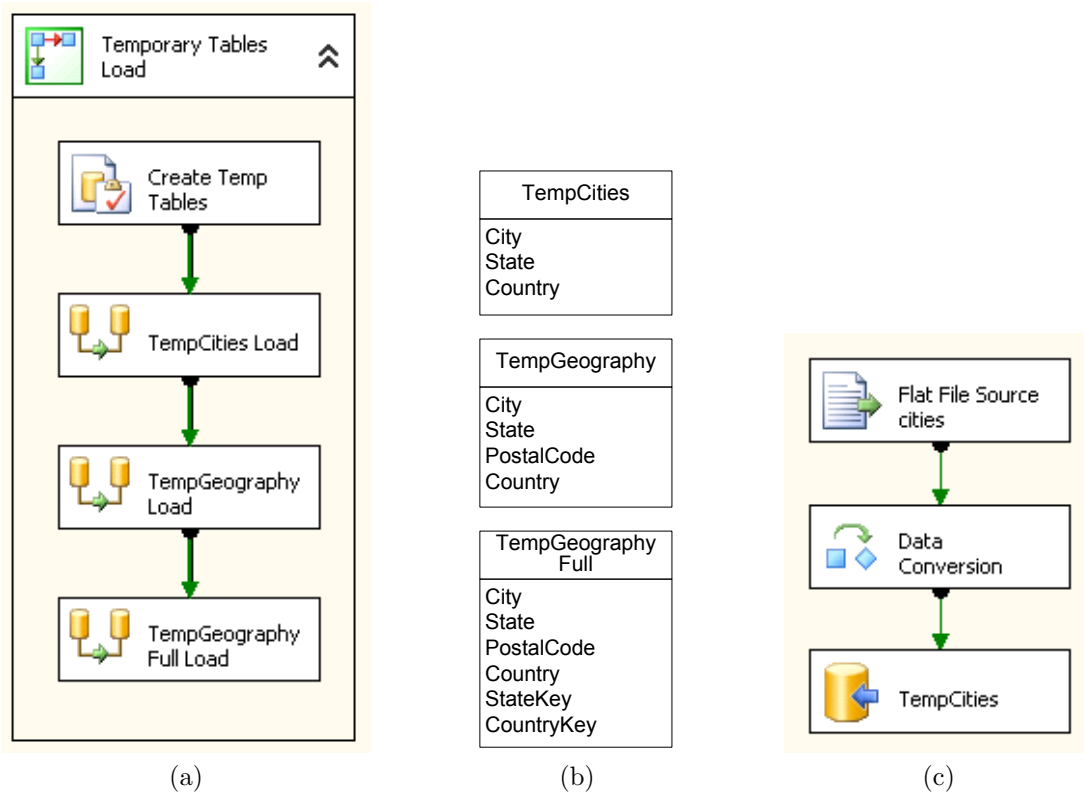 Temporary Tables
Load
Create Temp
Tables
TempCities Load
TempGeography
Load
TempGeography
Full Load
(a)
TempCities
City
State
Country
TempGeography
City
State
PostalCode
Country
TempGeography
Full
City
State
PostalCode
Country
StateKey
CountryKey
(b)
Flat File Source
cities
Data
Conversion
TempCities
(c)